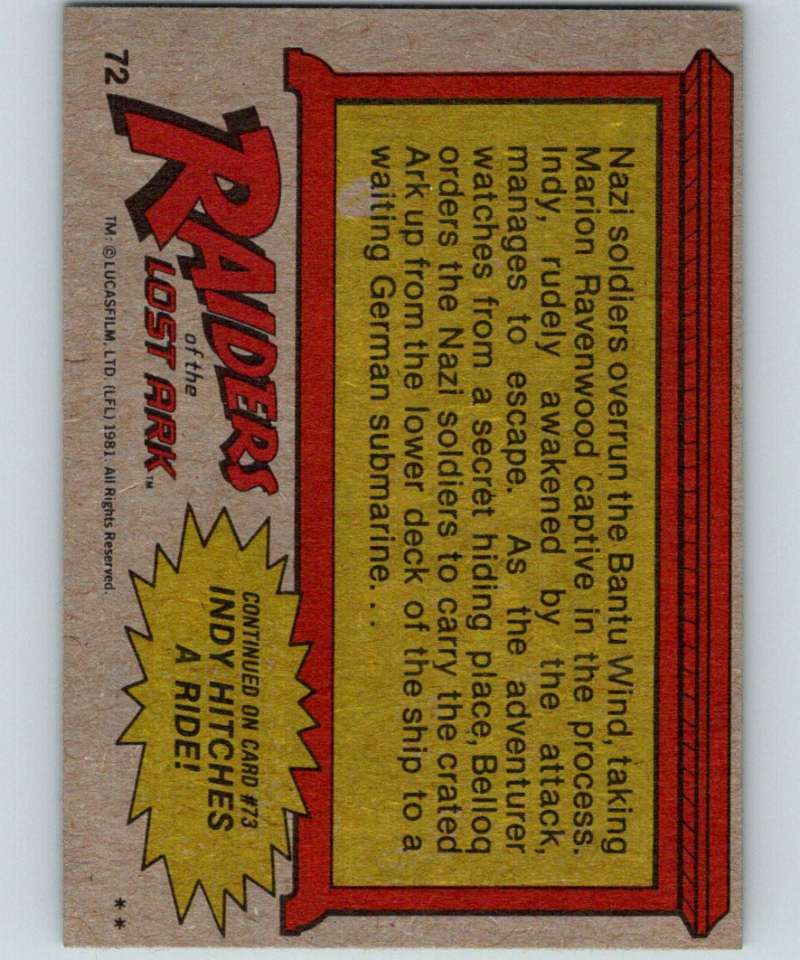 Nazi soldiers overrun the Bantu Wind, taking
Marion Ravenwood captive in the process.
Indy, rudely awakened by the attack,
manages to escape. As the adventurer
watches from a secret hiding place, Belloq
orders the Nazi soldiers to carry the crated
Ark up from the lower deck of the ship to a
waiting German submarine. . .
CONTINUED ON CARD #73
INDY HITCHES
A RIDE!
RAIDERS
of the
LOST ARK™
72
TM: © LUCASFILM, LTD (LFL) 1981. All Rights Reserved.
**